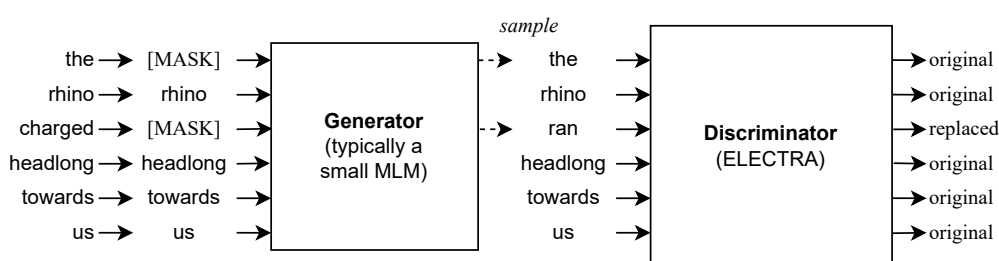 sample
the [MASK] the original
rhino rhino rhino original
charged [MASK] ran replaced
headlong headlong headlong original
towards towards towards original
us us us original
Generator
(typically a
small MLM)
Discriminator
(ELECTRA)